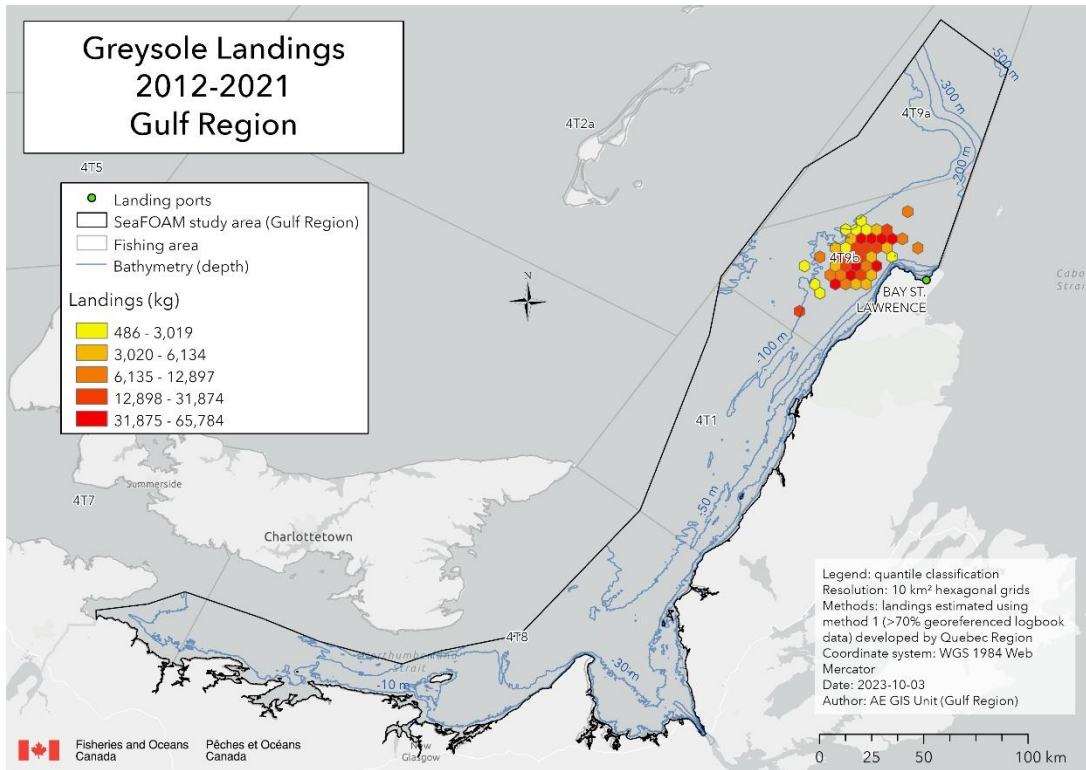 Greysole Landings
2012-2021
Gulf Region
4T5
4T2a
4T9a
-500 m
-300 m
-200 m
Landing ports
SeaFOAM study area (Gulf Region)
Fishing area
Bathymetry (depth)
Landings (kg)
486 - 3,019
3,020 - 6,134
6,135 - 12,897
12,898 - 31,874
31,875 - 65,784
N
4T9b
BAY ST.
LAWRENCE
-100 m
4T1
-50 m
4T7
Summerside
Charlottetown
4T8
Strait
-10 m
-30 m
Glasgow
Legend: quantile classification
Resolution: 10 km² hexagonal grids
Methods: landings estimated using
method 1 (>70% georeferenced logbook
data) developed by Quebec Region
Coordinate system: WGS 1984 Web
Mercator
Date: 2023-10-03
Author: AE GIS Unit (Gulf Region)
Fisheries and Oceans
Canada
Pêches et Océans
Canada
0 25 50 100 km